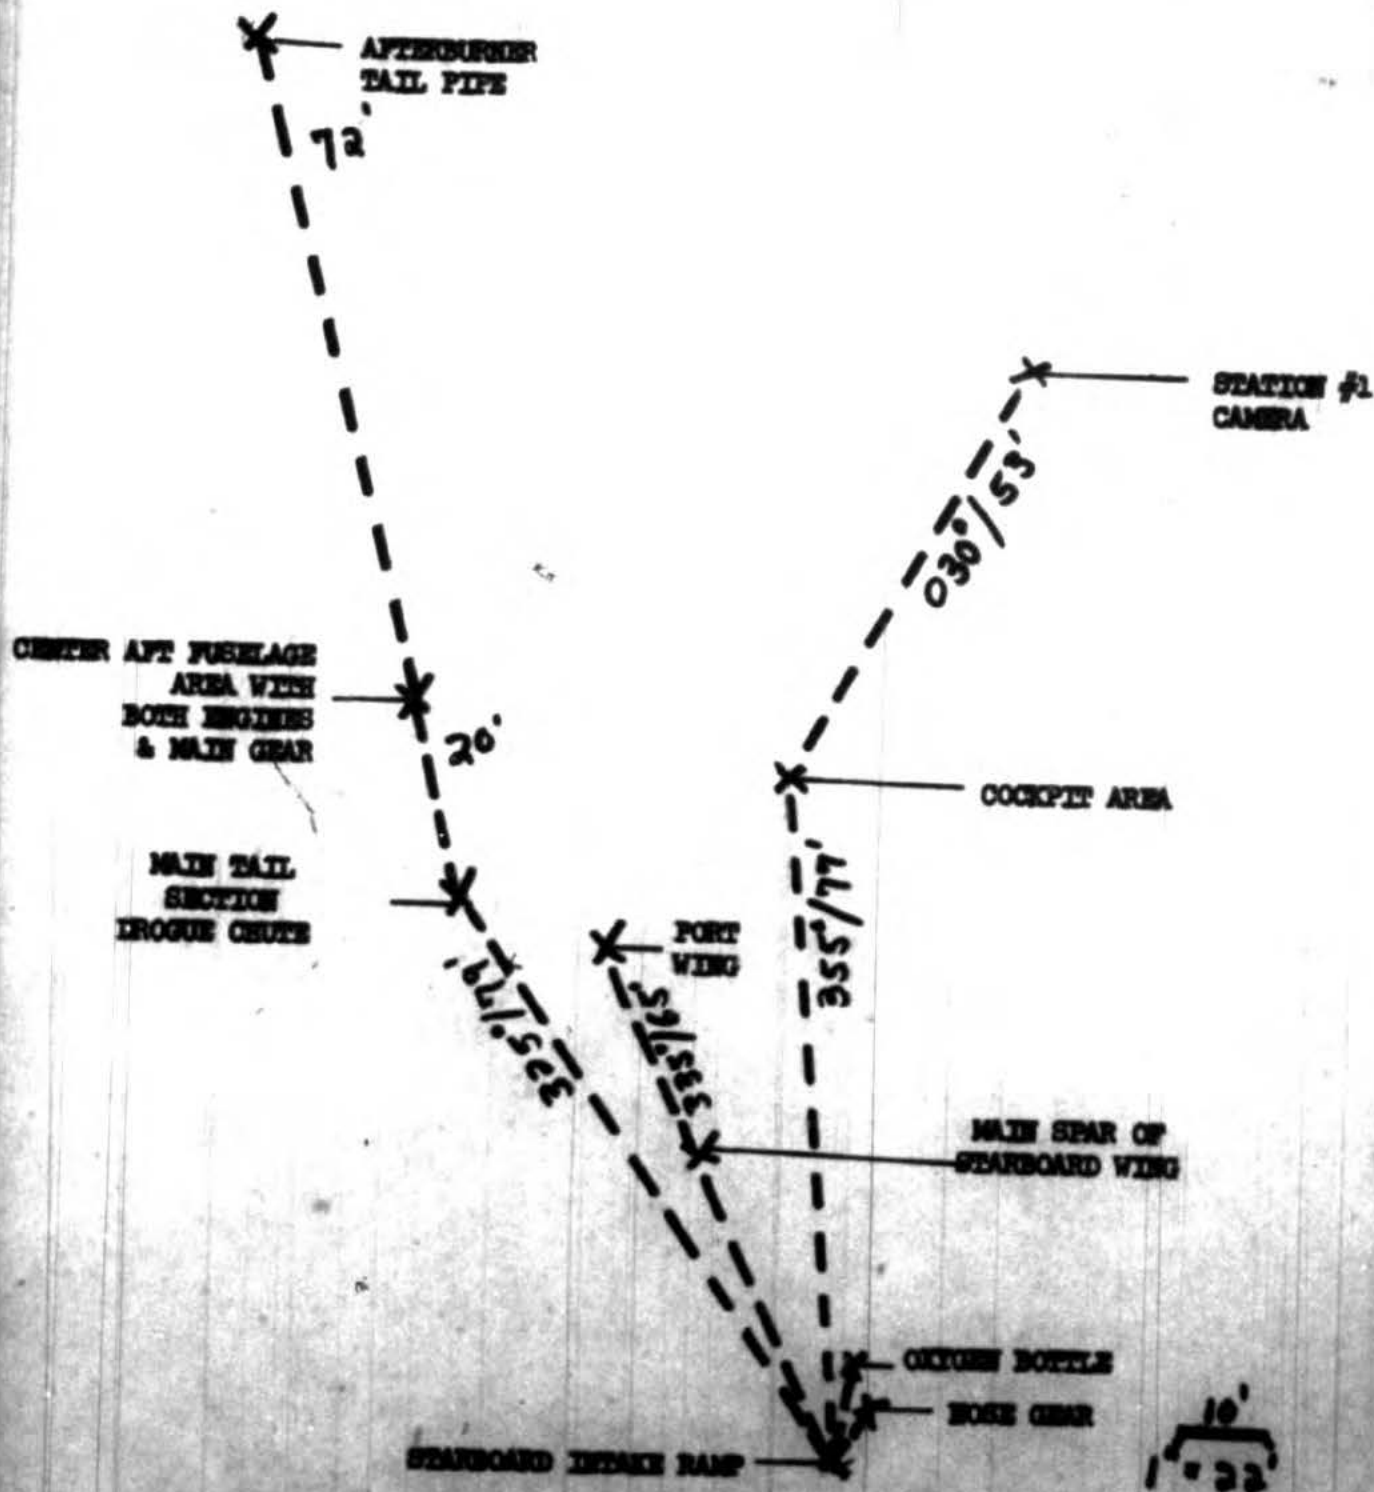 AFTERBURNER
TAIL PIPE
72'
STATION #1
CAMERA
030°/53'
CENTER AFT FUSELAGE
AREA WITH
BOTH ENGINES
& MAIN GEAR
20'
COCKPIT AREA
MAIN TAIL
SECTION
DROGUE CHUTE
PORT
WING
355°/77'
325°/79'
335°/65'
MAIN SPAR OF
STARBOARD WING
OXYGEN BOTTLE
NOSE GEAR
STARBOARD INTAKE RAMP
10'
1" = 22'